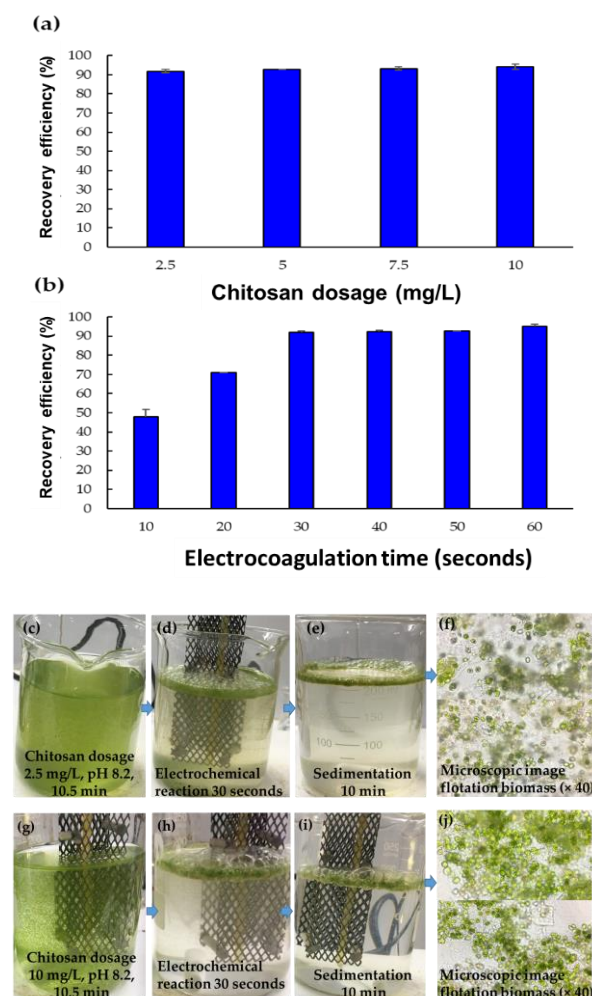 (a)
Recovery efficiency (%)
100
90
80
70
60
50
40
30
20
10
0
2.5 5 7.5 10
Chitosan dosage (mg/L)
(b)
Recovery efficiency (%)
100
90
80
70
60
50
40
30
20
10
0
10 20 30 40 50 60
Electrocoagulation time (seconds)
(c)
Chitosan dosage
2.5 mg/L, pH 8.2,
10.5 min
(d)
Electrochemical
reaction 30 seconds
(e)
150
100 100
Sedimentation
10 min
(f)
Microscopic image
flotation biomass (× 40)
(g)
Chitosan dosage
10 mg/L, pH 8.2,
10.5 min
(h)
Electrochemical
reaction 30 seconds
(i)
Sedimentation
10 min
(j)
Microscopic image
flotation biomass (× 40)